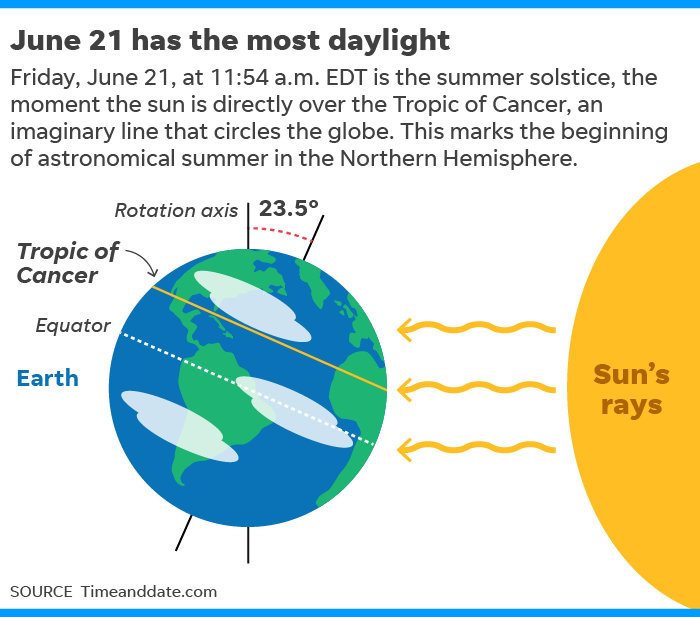 June 21 has the most daylight
Friday, June 21, at 11:54 a.m. EDT is the summer solstice, the
moment the sun is directly over the Tropic of Cancer, an
imaginary line that circles the globe. This marks the beginning
of astronomical summer in the Northern Hemisphere.
Rotation axis
23.5°
Tropic of
Cancer
Equator
Earth
Sun's
rays
SOURCE Timeanddate.com